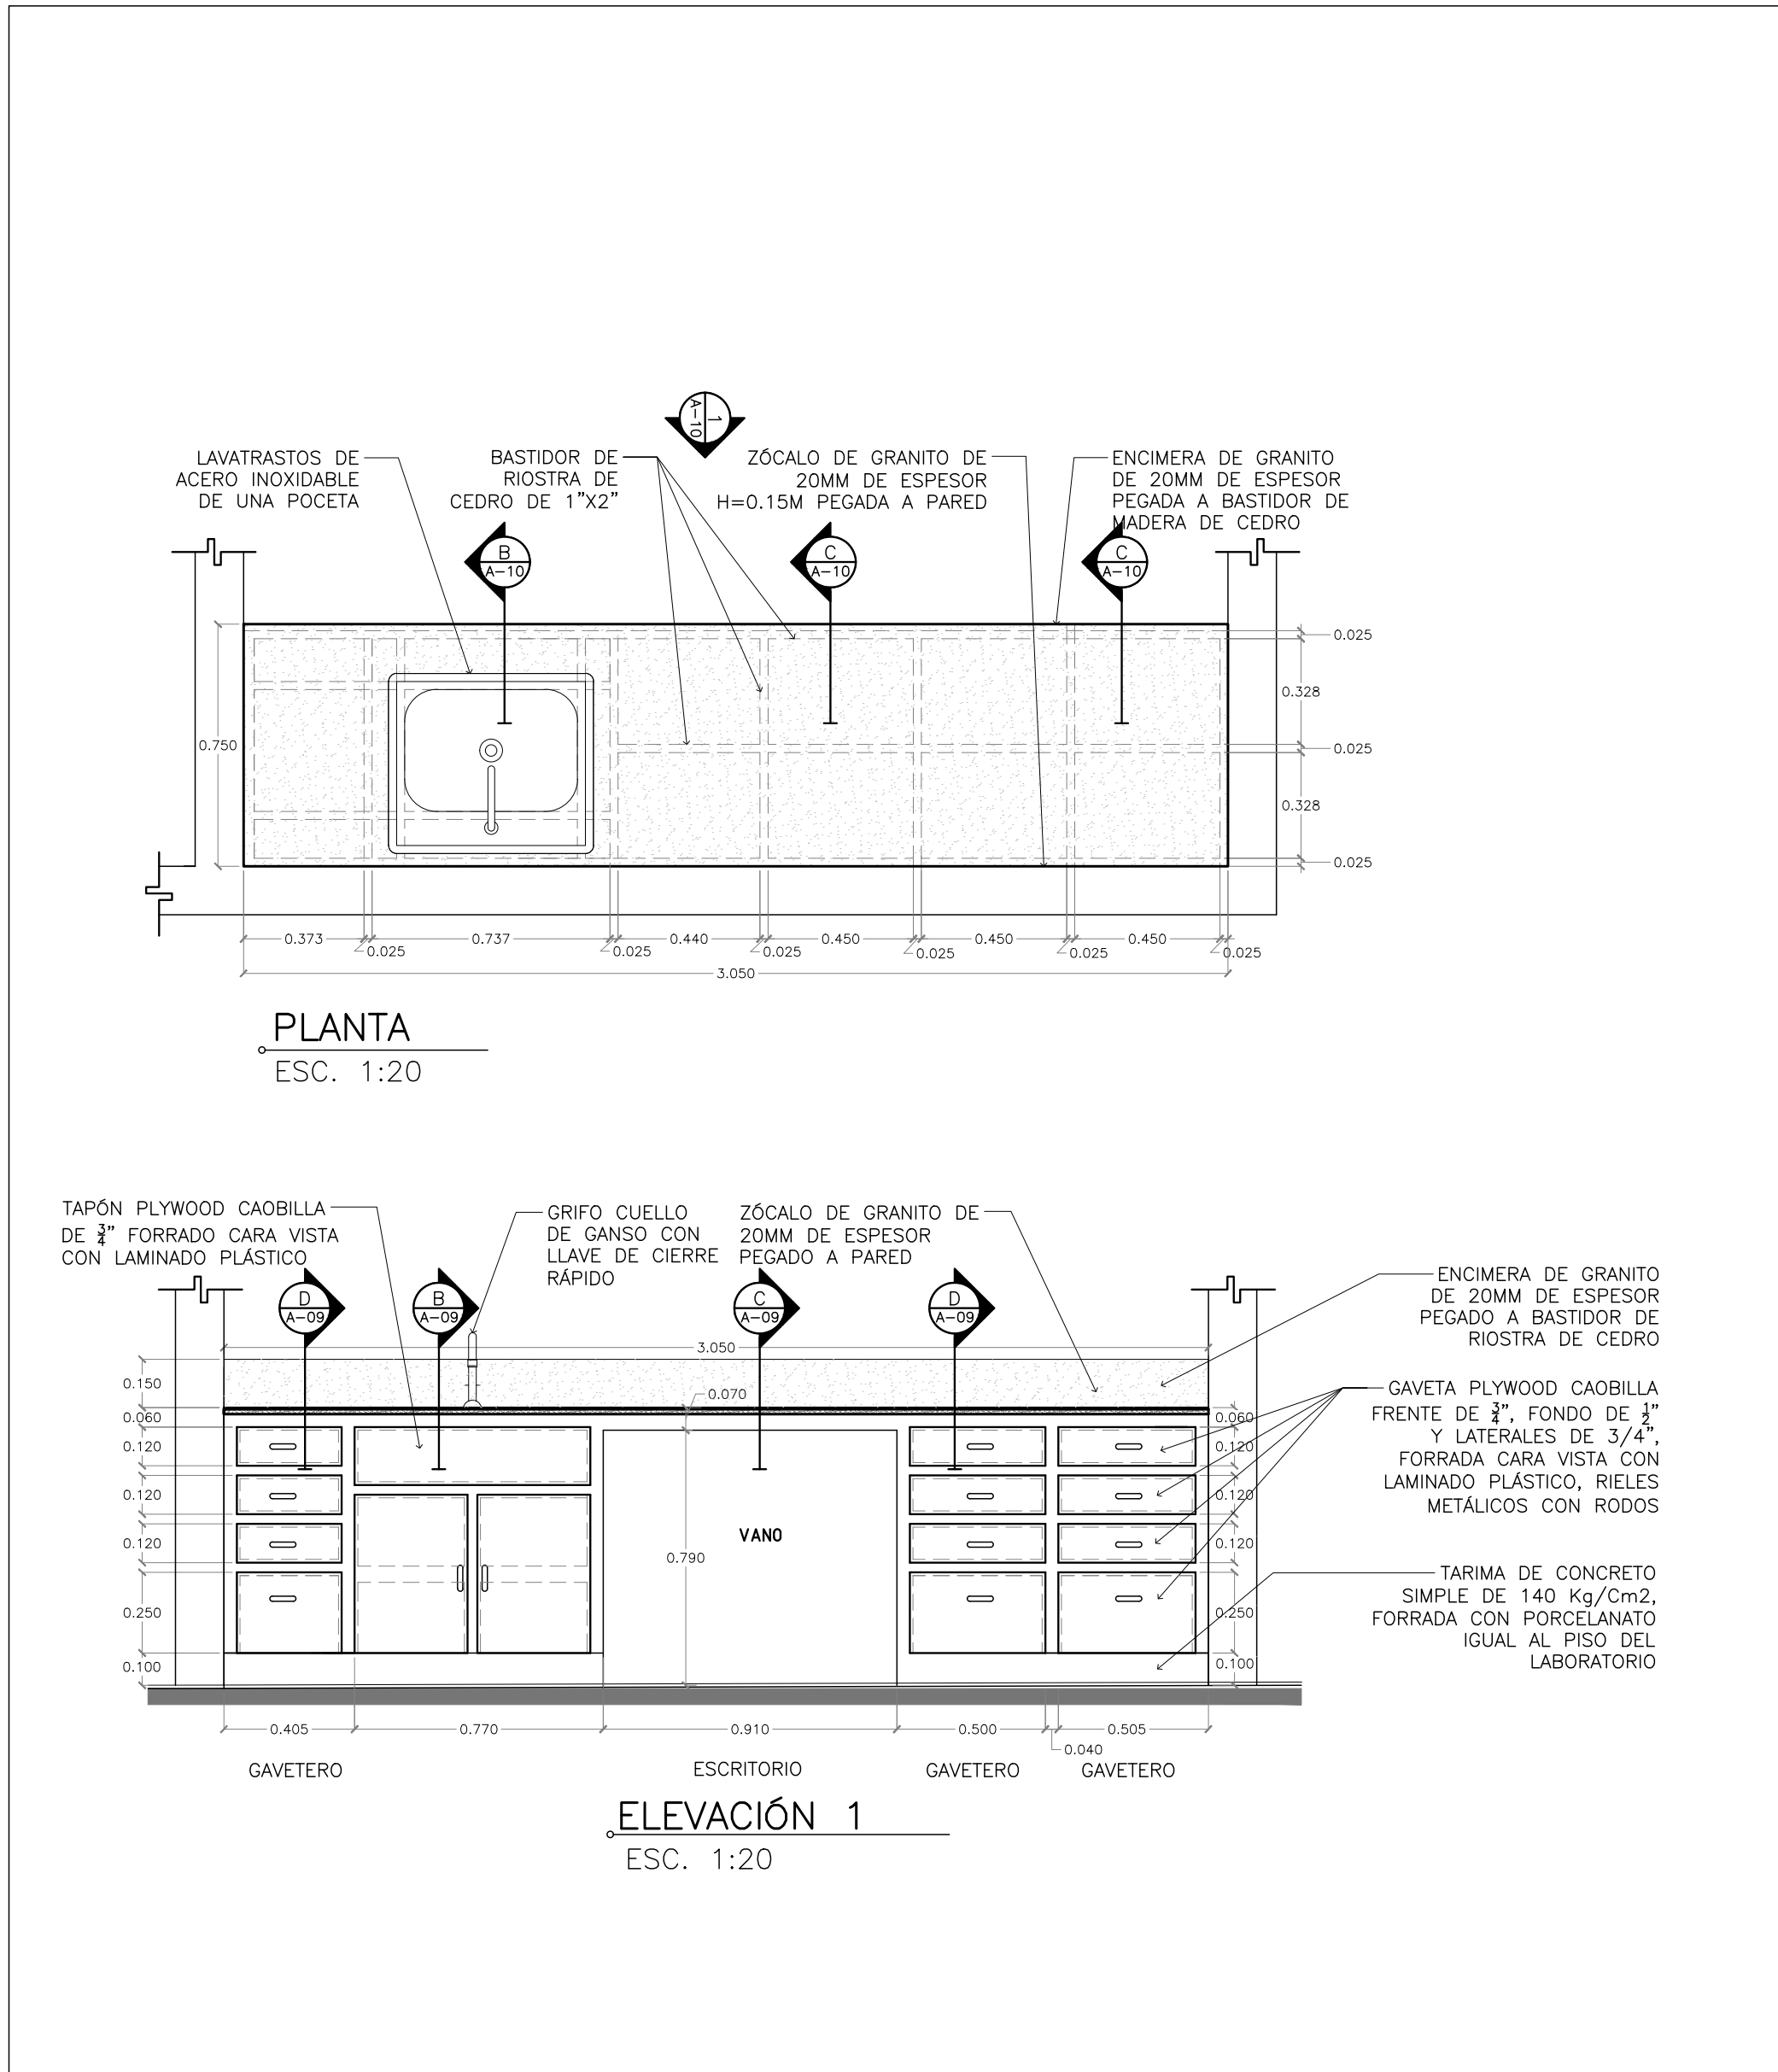 1
A-10
LAVATRASTOS DE
ACERO INOXIDABLE
DE UNA POCETA
BASTIDOR DE
RIOSTRA DE
CEDRO DE 1”X2”
ZÓCALO DE GRANITO DE
20MM DE ESPESOR
H=0.15M PEGADA A PARED
ENCIMERA DE GRANITO
DE 20MM DE ESPESOR
PEGADA A BASTIDOR DE
MADERA DE CEDRO
B
A-10
C
A-10
C
A-10
0.750
0.025
0.328
0.025
0.328
0.025
0.373
0.025
0.737
0.025
0.440
0.025
0.450
0.025
0.450
0.025
0.450
0.025
3.050
PLANTA
ESC. 1:20
TAPÓN PLYWOOD CAOBILLA
DE 3/4” FORRADO CARA VISTA
CON LAMINADO PLÁSTICO
GRIFO CUELLO
DE GANSO CON
LLAVE DE CIERRE
RÁPIDO
ZÓCALO DE GRANITO DE
20MM DE ESPESOR
PEGADO A PARED
ENCIMERA DE GRANITO
DE 20MM DE ESPESOR
PEGADO A BASTIDOR DE
RIOSTRA DE CEDRO
GAVETA PLYWOOD CAOBILLA
FRENTE DE 3/4”, FONDO DE 1/2”
Y LATERALES DE 3/4”,
FORRADA CARA VISTA CON
LAMINADO PLÁSTICO, RIELES
METÁLICOS CON RODOS
TARIMA DE CONCRETO
SIMPLE DE 140 Kg/Cm2,
FORRADA CON PORCELANATO
IGUAL AL PISO DEL
LABORATORIO
D
A-09
B
A-09
C
A-09
D
A-09
3.050
0.150
0.060
0.120
0.120
0.120
0.250
0.100
0.070
0.790
VANO
0.060
0.120
0.120
0.120
0.250
0.100
0.405
0.770
0.910
0.500
0.040
0.505
GAVETERO
ESCRITORIO
GAVETERO
GAVETERO
ELEVACIÓN 1
ESC. 1:20